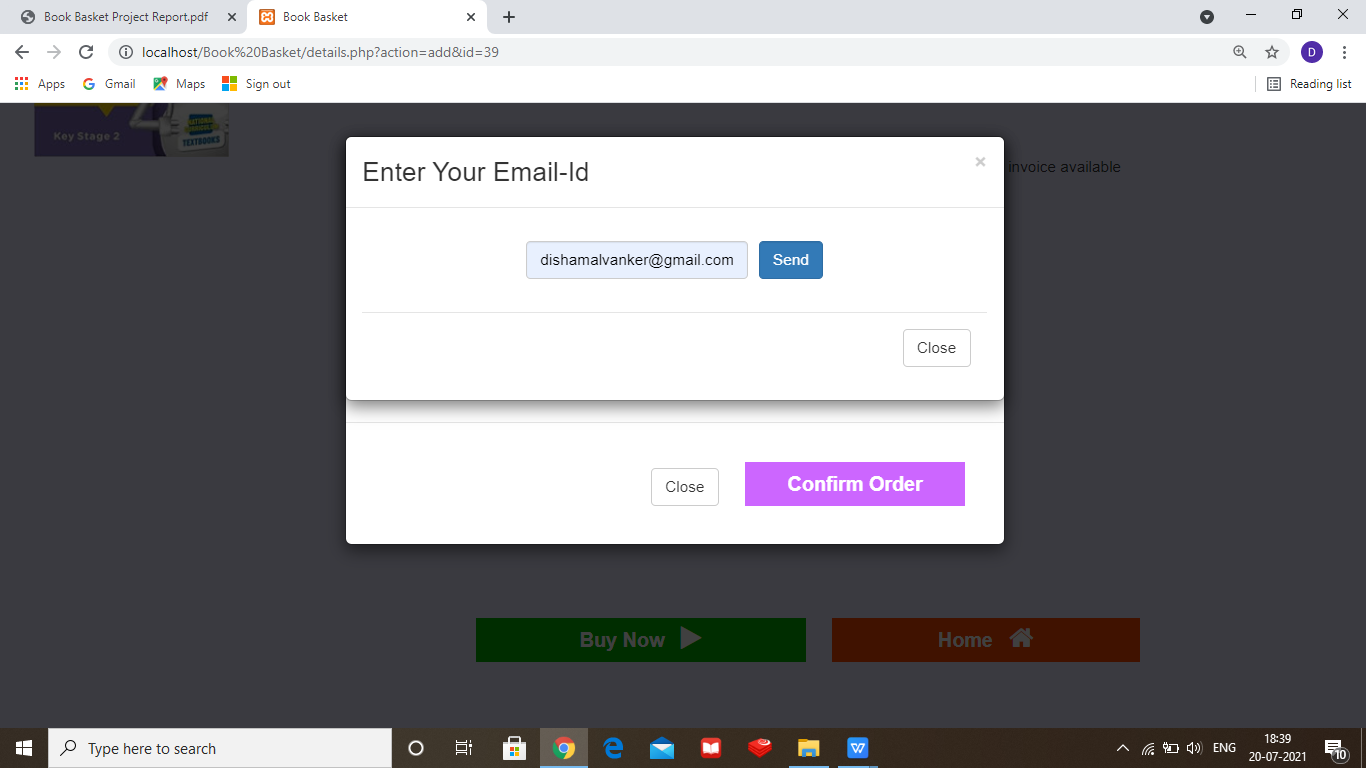 Book Basket Project Report.pdf
Book Basket
localhost/Book%20Basket/details.php?action=add&id=39
D
Apps
Gmail
Maps
Sign out
Reading list
Key Stage 2
TEXTBOOKS
Enter Your Email-Id
×
invoice available
dishamalvanker@gmail.com
Send
Close
Close
Confirm Order
Buy Now
Home
Type here to search
ENG
18:39
20-07-2021
10